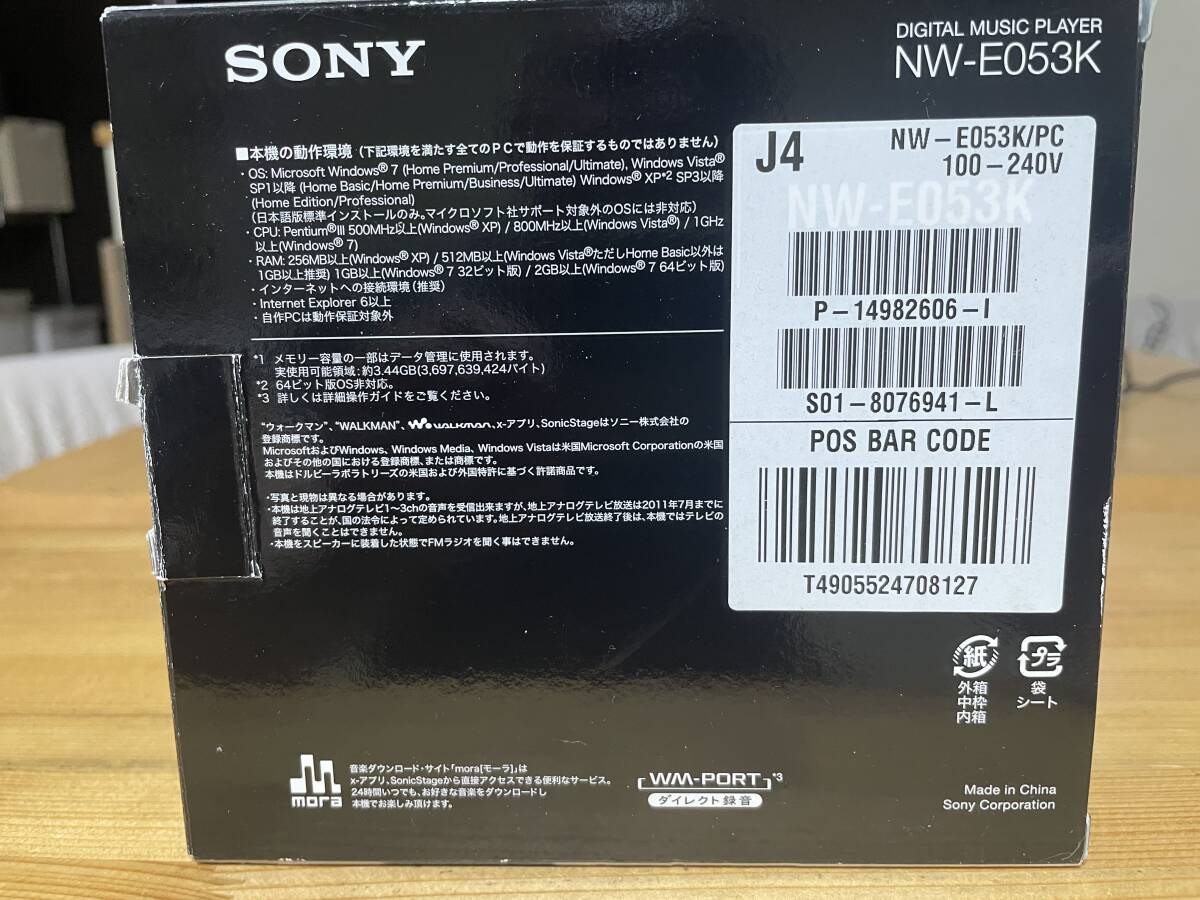 SONY
DIGITAL MUSIC PLAYER
NW-E053K
■本機の動作環境（下記環境を満たす全てのPCで動作を保証するものではありません）
・OS: Microsoft Windows® 7 (Home Premium/Professional/Ultimate), Windows Vista®
SP1以降 (Home Basic/Home Premium/Business/Ultimate) Windows® XP*2 SP3以降
(Home Edition/Professional)
（日本語版標準インストールのみ。マイクロソフト社サポート対象外のOSには非対応）
・CPU: Pentium®III 500MHz以上(Windows® XP) / 800MHz以上(Windows Vista®) / 1GHz
以上(Windows® 7)
・RAM: 256MB以上(Windows® XP) / 512MB以上(Windows Vista®ただしHome Basic以外は
1GB以上推奨) 1GB以上(Windows® 7 32ビット版) / 2GB以上(Windows® 7 64ビット版)
・インターネットへの接続環境（推奨）
・Internet Explorer 6以上
・自作PCは動作保証対象外
*1 メモリー容量の一部はデータ管理に使用されます。
実使用可能領域：約3.44GB(3,697,639,424バイト)
*2 64ビット版OS非対応。
*3 詳しくは詳細操作ガイドをご覧ください。
“ウォークマン”、“WALKMAN”、WALKMAN、x-アプリ、SonicStageはソニー株式会社の
登録商標です。
MicrosoftおよびWindows、Windows Media、Windows Vistaは米国Microsoft Corporationの米国
およびその他の国における登録商標、または商標です。
本機はドルビーラボラトリーズの米国および外国特許に基づく許諾商品です。
・写真と現物は異なる場合があります。
・本機は地上アナログテレビ1〜3chの音声を受信出来ますが、地上アナログテレビ放送は2011年7月までに
終了することが、国の法令によって定められています。地上アナログテレビ放送終了後は、本機ではテレビの
音声を聞くことはできません。
・本機をスピーカーに装着した状態でFMラジオを聞く事はできません。
J4
NW-E053K/PC
100-240V
NW-E053K
P-14982606-I
S01-8076941-L
POS BAR CODE
T4905524708127
紙
外箱
中枠
内箱
プラ
袋
シート
mora
音楽ダウンロード・サイト「mora[モーラ]」は
x-アプリ、SonicStageから直接アクセスできる便利なサービス。
24時間いつでも、お好きな音楽をダウンロードし
本機でお楽しみ頂けます。
WM-PORT *3
ダイレクト録音
Made in China
Sony Corporation